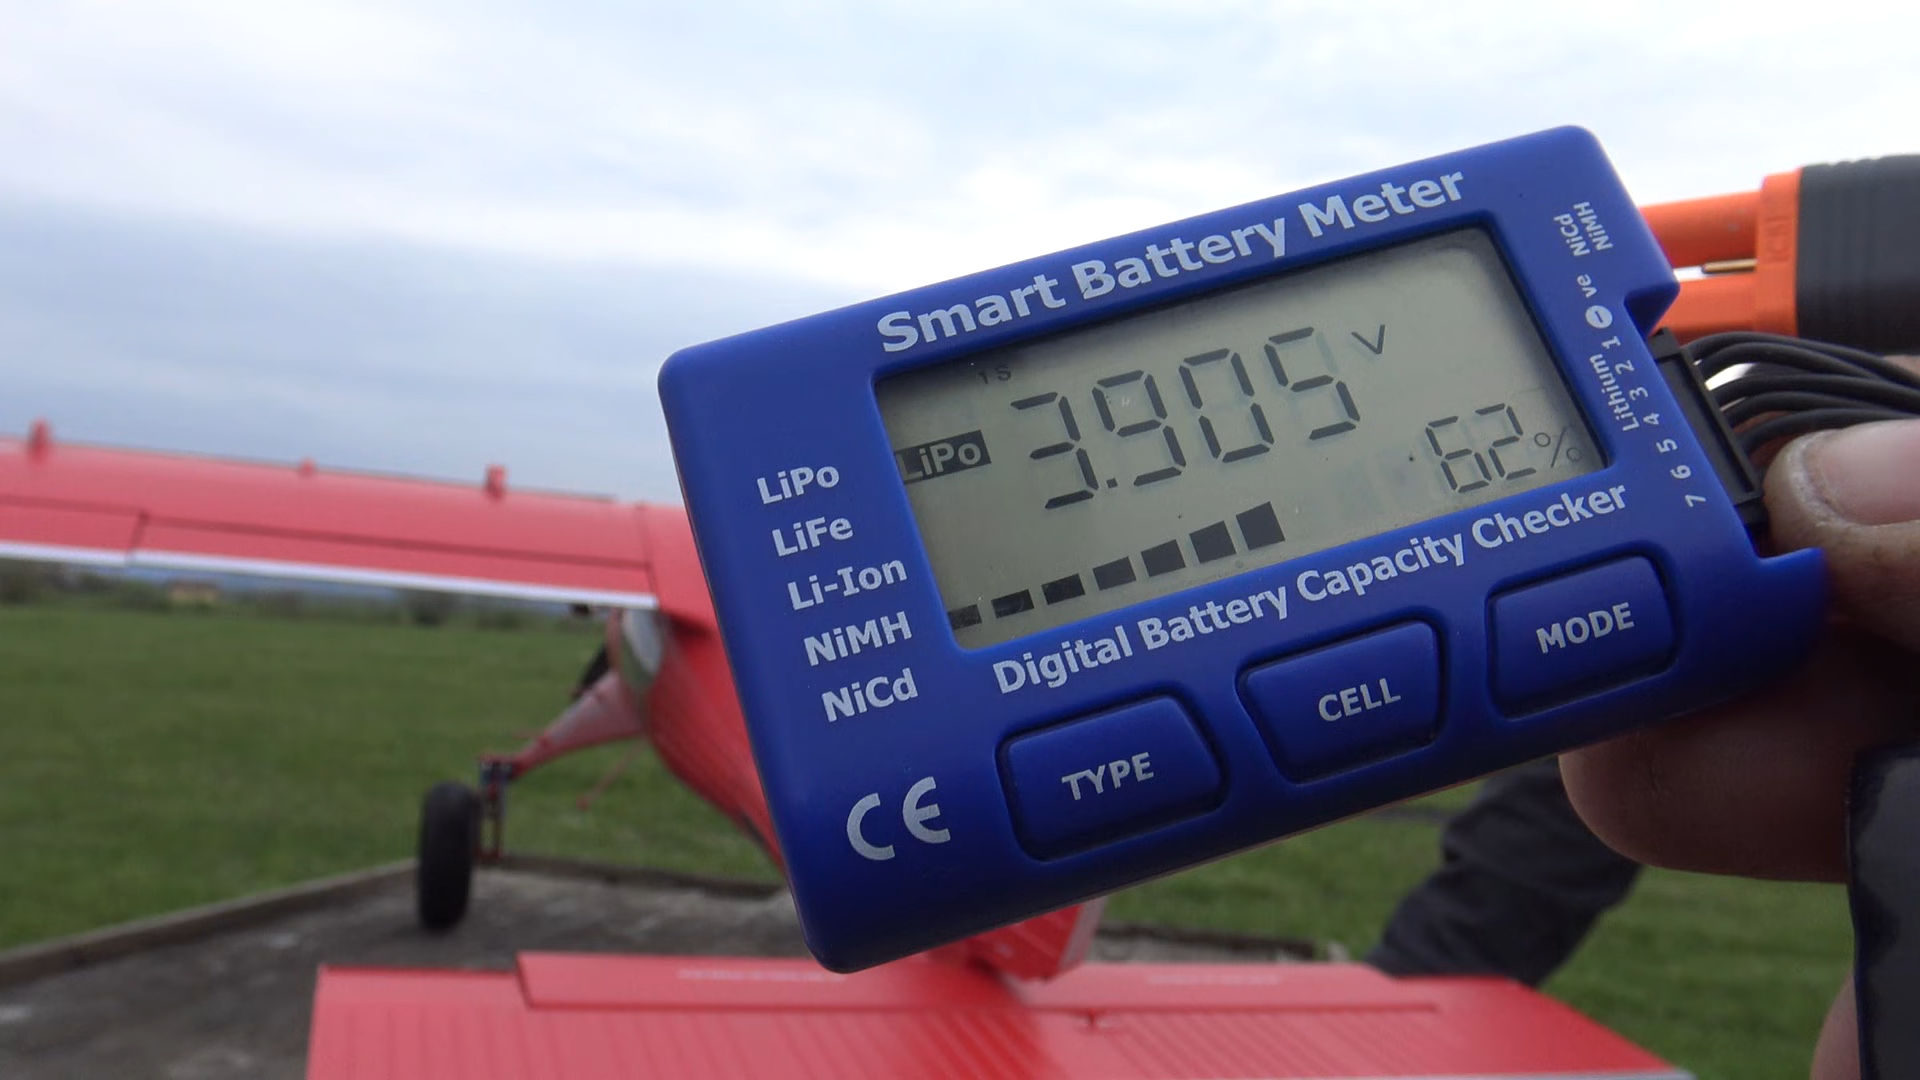 Smart Battery Meter
1S
3.905 V
LiPo
62%
LiPo
LiFe
Li-Ion
NiMH
NiCd
Digital Battery Capacity Checker
TYPE
CELL
MODE
CE
NiCd
NiMH
ve
Lithium
7 6 5 4 3 2 1 −